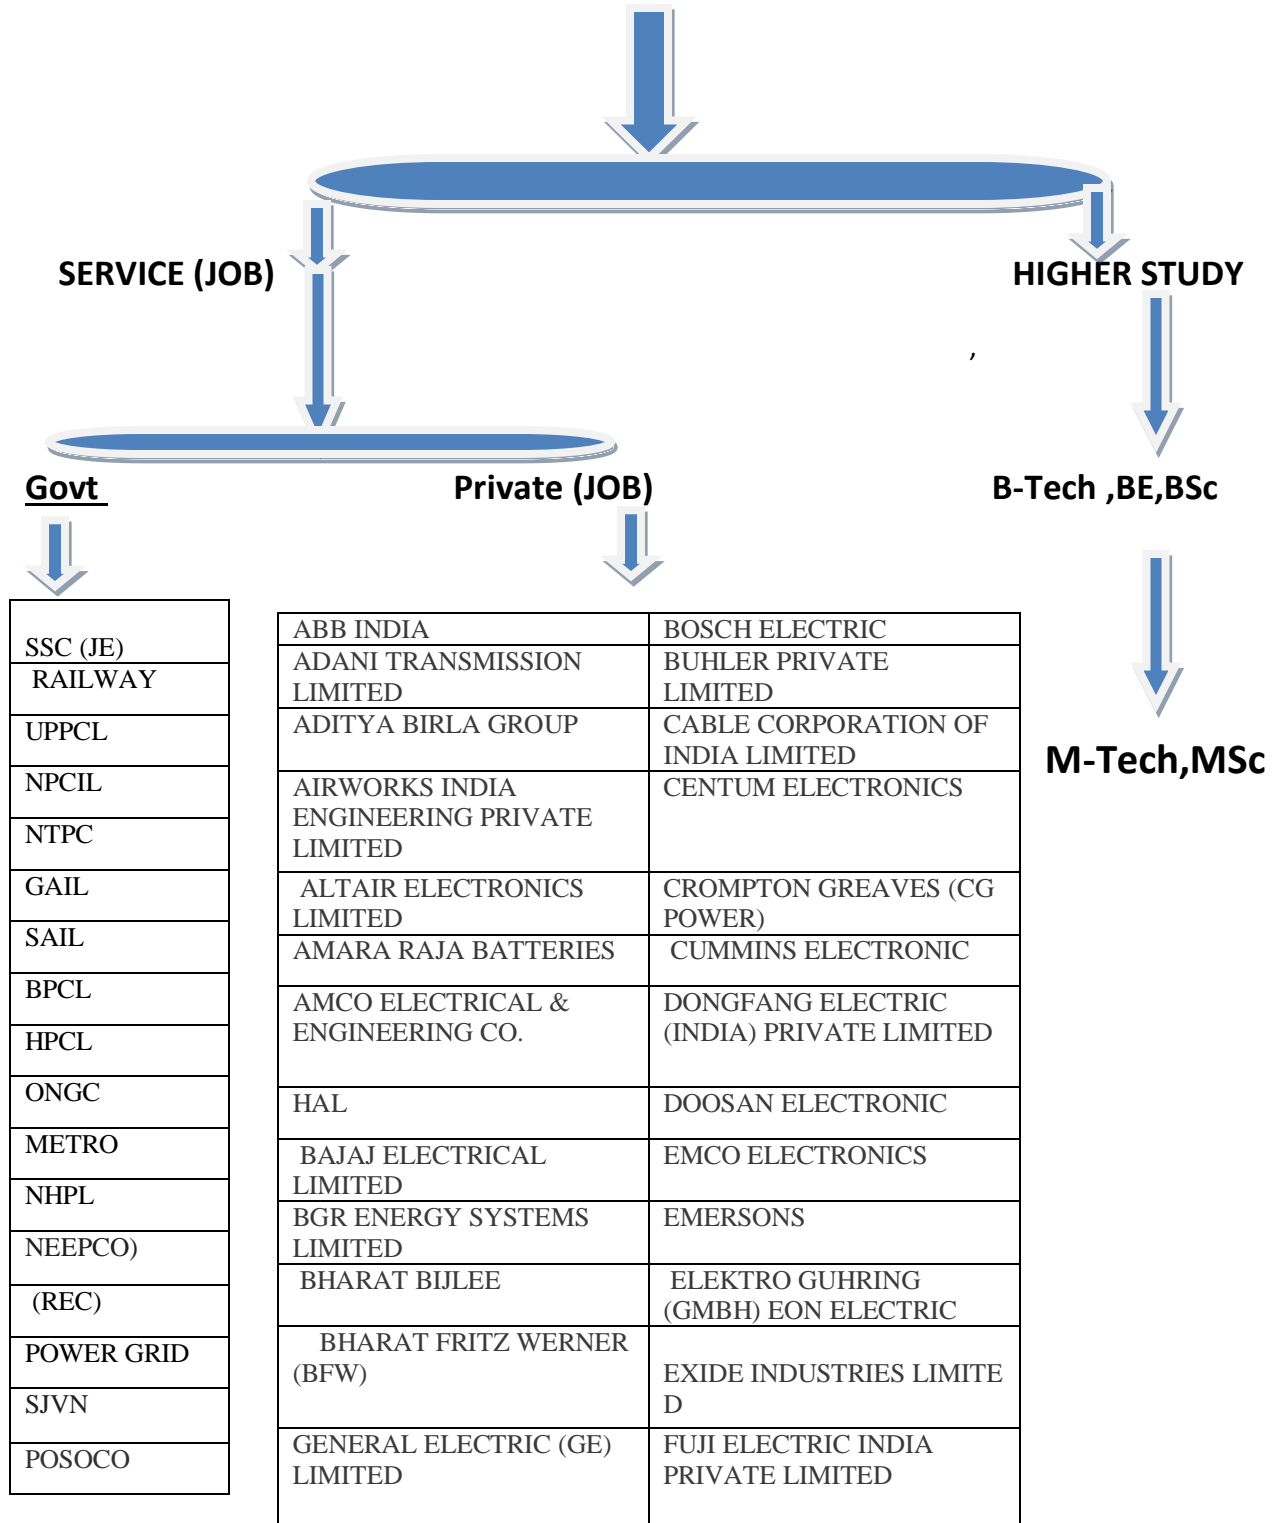 SERVICE (JOB)
HIGHER STUDY
,
Govt
Private (JOB)
B-Tech ,BE,BSc
SSC (JE)
RAILWAY
UPPCL
NPCIL
NTPC
GAIL
SAIL
BPCL
HPCL
ONGC
METRO
NHPL
NEEPCO)
(REC)
POWER GRID
SJVN
POSOCO
ABB INDIA
BOSCH ELECTRIC
ADANI TRANSMISSION
LIMITED
BUHLER PRIVATE
LIMITED
ADITYA BIRLA GROUP
CABLE CORPORATION OF
INDIA LIMITED
AIRWORKS INDIA
ENGINEERING PRIVATE
LIMITED
CENTUM ELECTRONICS
ALTAIR ELECTRONICS
LIMITED
CROMPTON GREAVES (CG
POWER)
AMARA RAJA BATTERIES
CUMMINS ELECTRONIC
AMCO ELECTRICAL &
ENGINEERING CO.
DONGFANG ELECTRIC
(INDIA) PRIVATE LIMITED
HAL
DOOSAN ELECTRONIC
BAJAJ ELECTRICAL
LIMITED
EMCO ELECTRONICS
BGR ENERGY SYSTEMS
LIMITED
EMERSONS
BHARAT BIJLEE
ELEKTRO GUHRING
(GMBH) EON ELECTRIC
BHARAT FRITZ WERNER
(BFW)
EXIDE INDUSTRIES LIMITE
D
GENERAL ELECTRIC (GE)
LIMITED
FUJI ELECTRIC INDIA
PRIVATE LIMITED
M-Tech,MSc